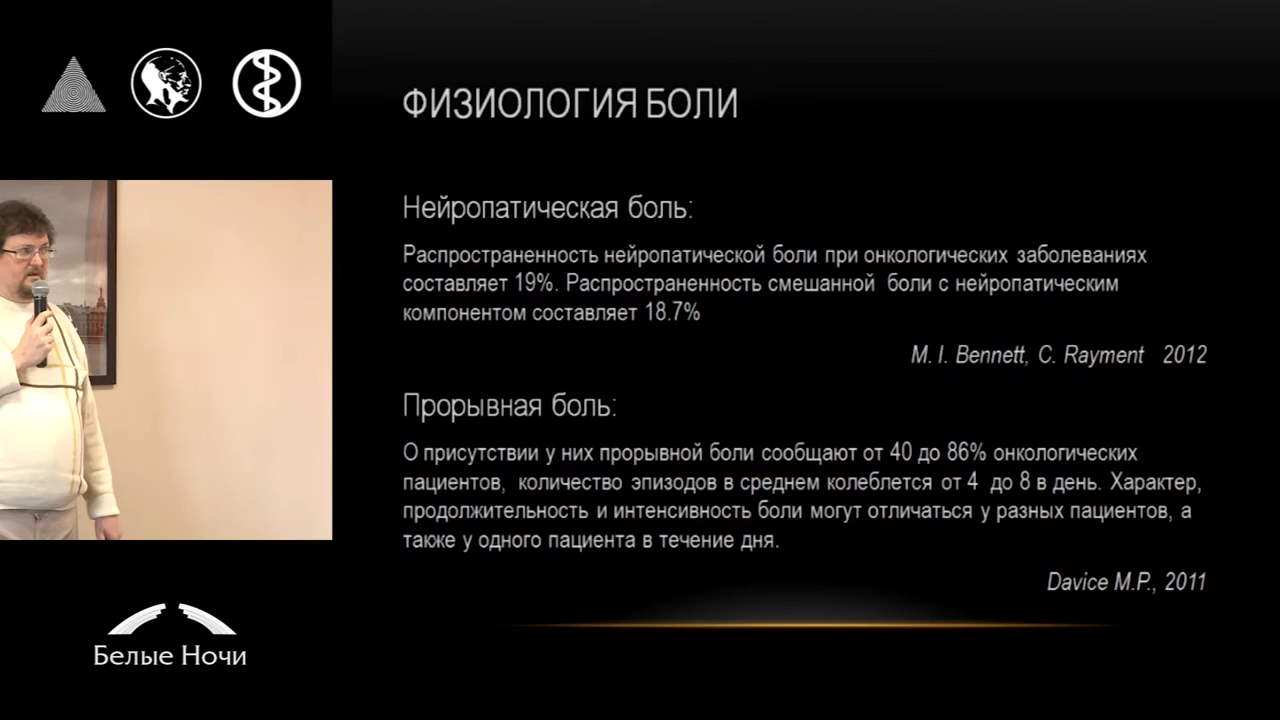 ФИЗИОЛОГИЯ БОЛИ
Нейропатическая боль:
Распространенность нейропатической боли при онкологических заболеваниях
составляет 19%. Распространенность смешанной боли с нейропатическим
компонентом составляет 18.7%
M. I. Bennett, C. Rayment 2012
Прорывная боль:
О присутствии у них прорывной боли сообщают от 40 до 86% онкологических
пациентов, количество эпизодов в среднем колеблется от 4 до 8 в день. Характер,
продолжительность и интенсивность боли могут отличаться у разных пациентов, а
также у одного пациента в течение дня.
Davice M.P., 2011
Белые Ночи